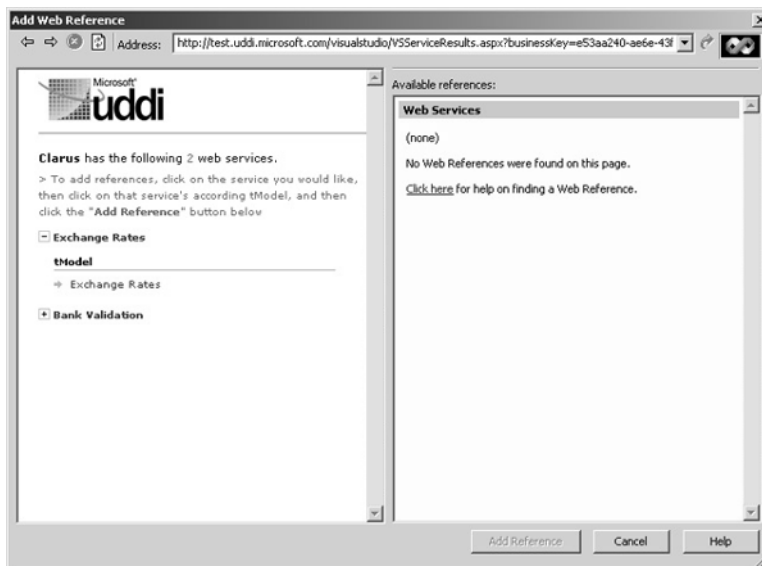 Add Web Reference
Address: http://test.uddi.microsoft.com/visualstudio/VSServiceResults.aspx?businessKey=e53aa240-ae6e-43f
Microsoft
uddi
Clarus has the following 2 web services.
> To add references, click on the service you would like,
then click on that service's according tModel, and then
click the "Add Reference" button below
Exchange Rates
tModel
Exchange Rates
Bank Validation
Available references:
Web Services
(none)
No Web References were found on this page.
Click here for help on finding a Web Reference.
Add Reference Cancel Help